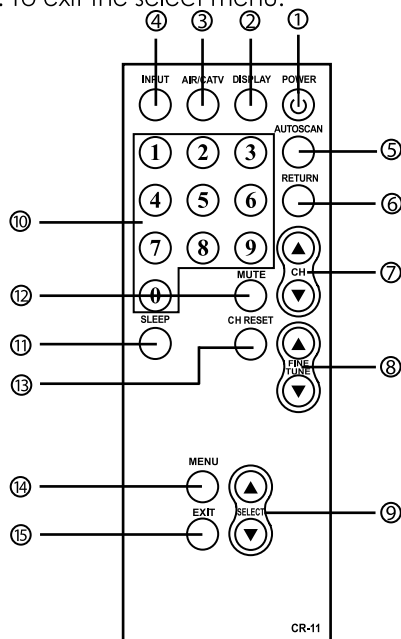 . To exit the select menu.
④ ③ ② ①
INPUT AIR/CATV DISPLAY POWER
AUTOSCAN
1 2 3
⑤
RETURN
4 5 6
⑥
⑩
7 8 9
CH
⑦
MUTE
⑫
0
SLEEP
CH RESET
⑪
FINE
TUNE
⑧
⑬
MENU
⑭
SELECT
⑨
EXIT
⑮
CR-11